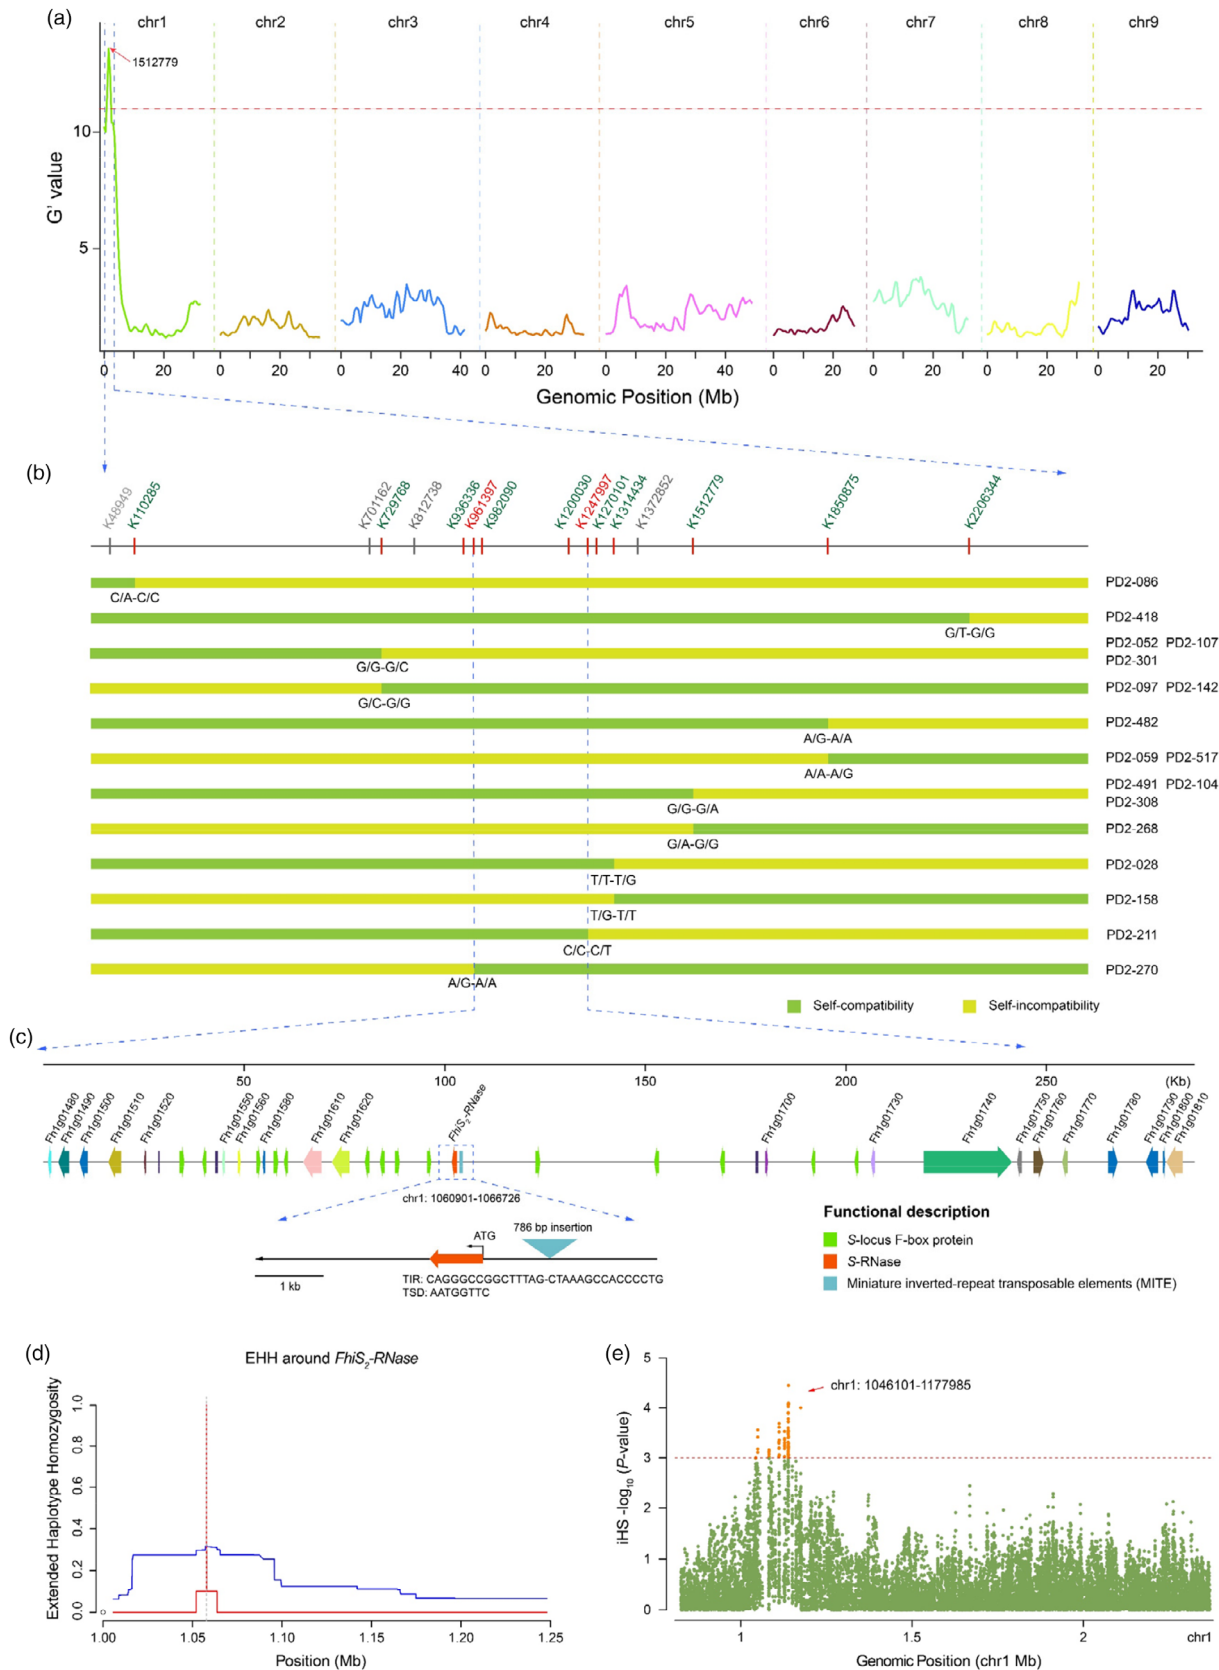 (a)
chr1 chr2 chr3 chr4 chr5 chr6 chr7 chr8 chr9
1512779
10
5
G' value
0 20 0 20 0 20 40 0 20 0 20 40 0 20 0 20 0 20 0 20
Genomic Position (Mb)
(b)
K48949 K110285 K701162 K729768 K812738 K936336 K961397 K982090 K1200030 K1247997 K1270101 K1314434 K1372852 K1512779 K1850875 K2206344
PD2-086
C/A-C/C
PD2-418
G/T-G/G
PD2-052 PD2-107
PD2-301
G/G-G/C
PD2-097 PD2-142
G/C-G/G
PD2-482
A/G-A/A
PD2-059 PD2-517
A/A-A/G
PD2-491 PD2-104
PD2-308
G/G-G/A
PD2-268
G/A-G/G
PD2-028
T/T-T/G
PD2-158
T/G-T/T
PD2-211
C/C-C/T
PD2-270
A/G-A/A
Self-compatibility Self-incompatibility
(c)
50 100 150 200 250 (Kb)
Fh1g01480 Fh1g01490 Fh1g01500 Fh1g01510 Fh1g01520 Fh1g01550 Fh1g01560 Fh1g01580 Fh1g01610 Fh1g01620 FhiS2-RNase Fh1g01700 Fh1g01730 Fh1g01740 Fh1g01750 Fh1g01760 Fh1g01770 Fh1g01780 Fh1g01790 Fh1g01800 Fh1g01810
chr1: 1060901-1066726
786 bp insertion
ATG
1 kb
TIR: CAGGGCCGGCTTTAG-CTAAAGCCACCCCTG
TSD: AATGGTTC
Functional description
S-locus F-box protein
S-RNase
Miniature inverted-repeat transposable elements (MITE)
(d)
EHH around FhiS2-RNase
Extended Haplotype Homozygosity
1.0
0.8
0.6
0.4
0.2
0.0
1.00 1.05 1.10 1.15 1.20 1.25
Position (Mb)
(e)
iHS -log10 (P-value)
5
4
3
2
1
0
chr1: 1046101-1177985
1 1.5 2 chr1
Genomic Position (chr1 Mb)